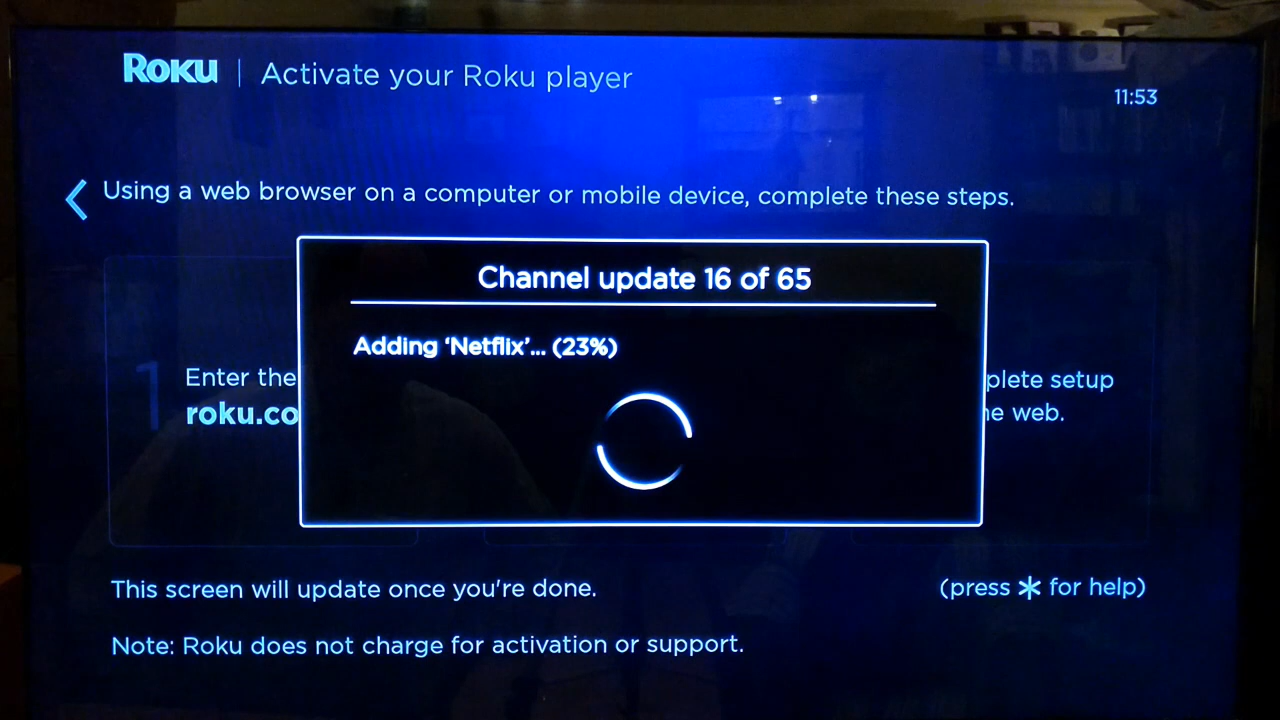 Roku | Activate your Roku player
11:53
Using a web browser on a computer or mobile device, complete these steps.
Channel update 16 of 65
Adding ‘Netflix’... (23%)
1
Enter the
plete setup
roku.co
web.
This screen will update once you're done.
(press * for help)
Note: Roku does not charge for activation or support.